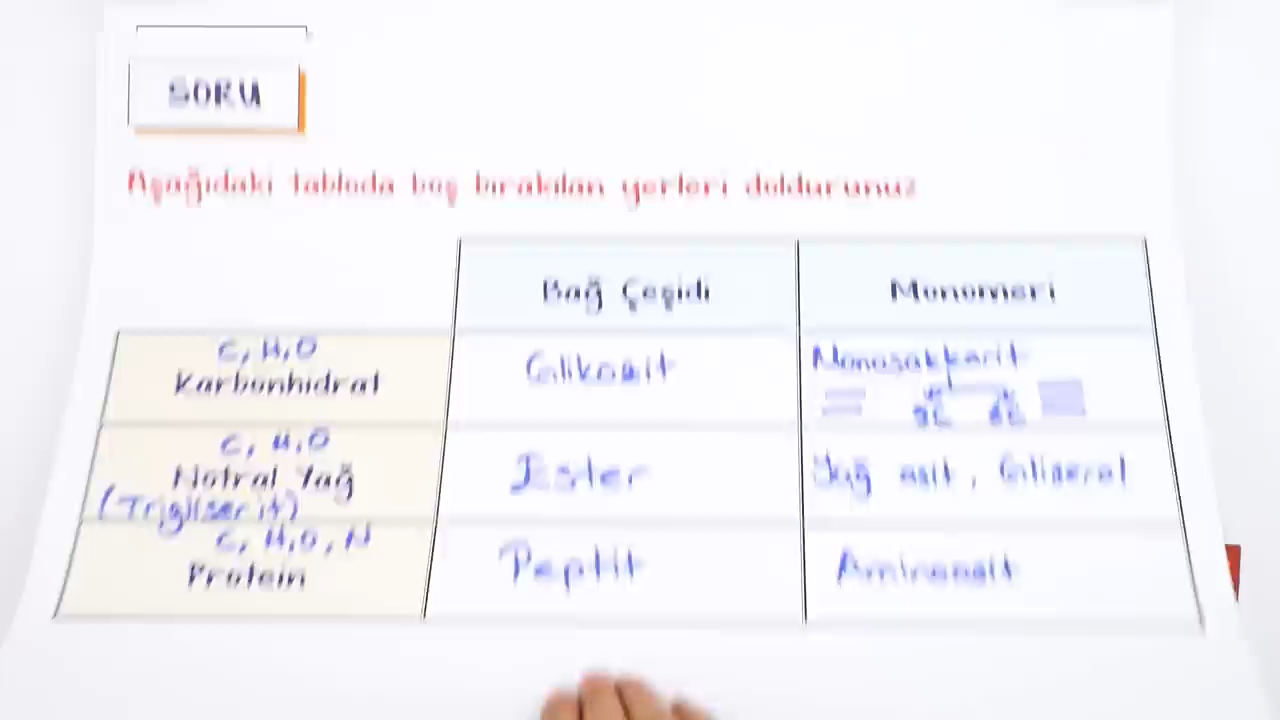 SORU
Aşağıdaki tabloda boş bırakılan yerleri doldurunuz
Bağ Çeşidi Monomeri
C, H, O
Karbonhidrat Glikozit Monosakkarit
C, H, O
Nötral Yağ Ester Yağ asit, Gliserol
(Trigliserit)
C, H, O, N
Protein Peptit Aminoasit